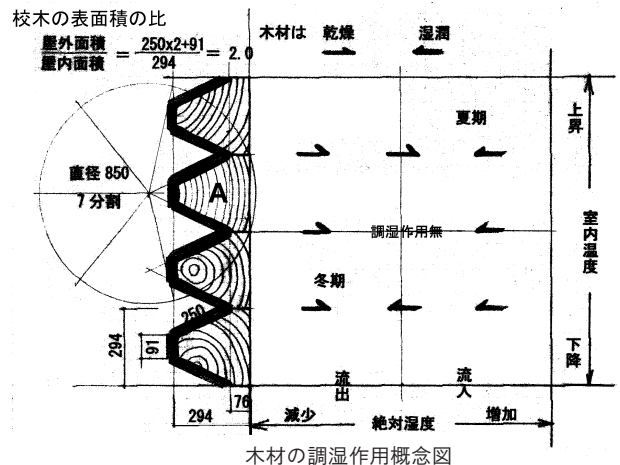 校木の表面積の比
屋外面積 250x2+91
――― = ――― = 2.0
屋内面積 294
木材は 乾燥 湿潤
上昇
夏期
直径 850
7 分割
A
調湿作用無
室内温度
冬期
250
294
91
下降
流出
流入
76
294
減少
絶対湿度
増加
木材の調湿作用概念図